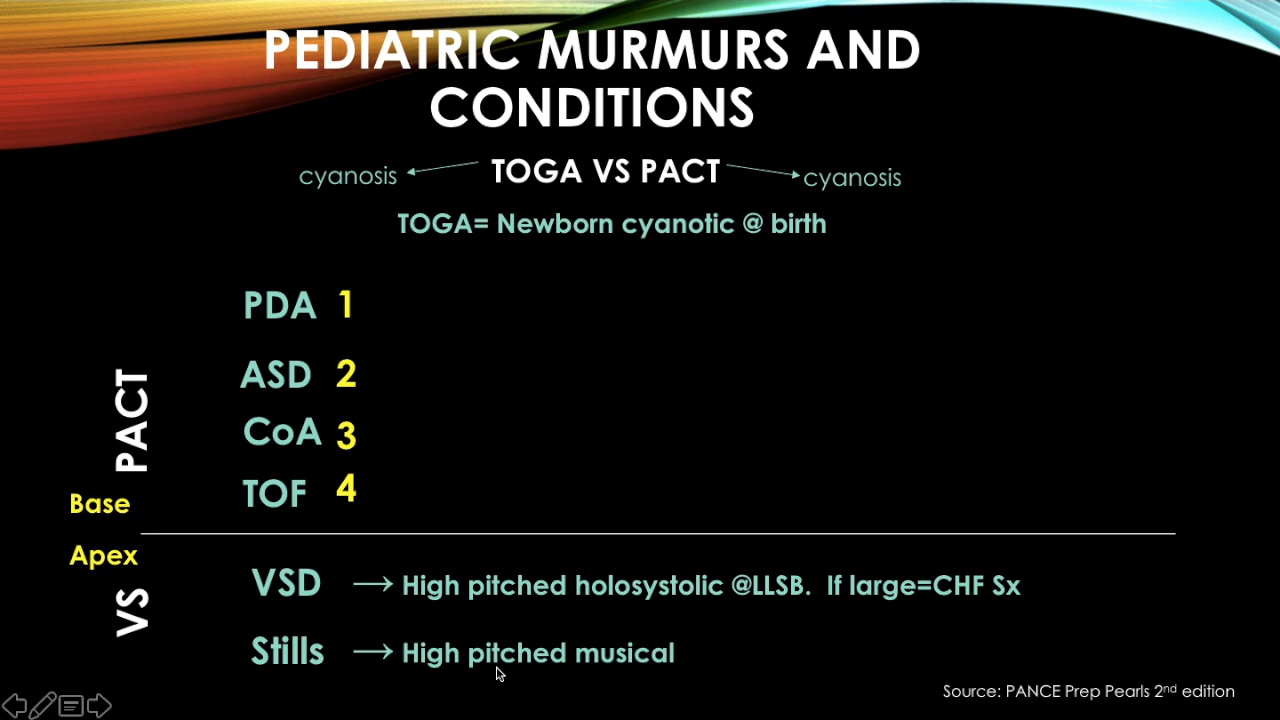 PEDIATRIC MURMURS AND
CONDITIONS
cyanosis TOGA VS PACT cyanosis
TOGA= Newborn cyanotic @ birth
PACT
PDA 1
ASD 2
CoA 3
TOF 4
Base
Apex
VS
VSD → High pitched holosystolic @LLSB. If large=CHF Sx
Stills → High pitched musical
Source: PANCE Prep Pearls 2nd edition